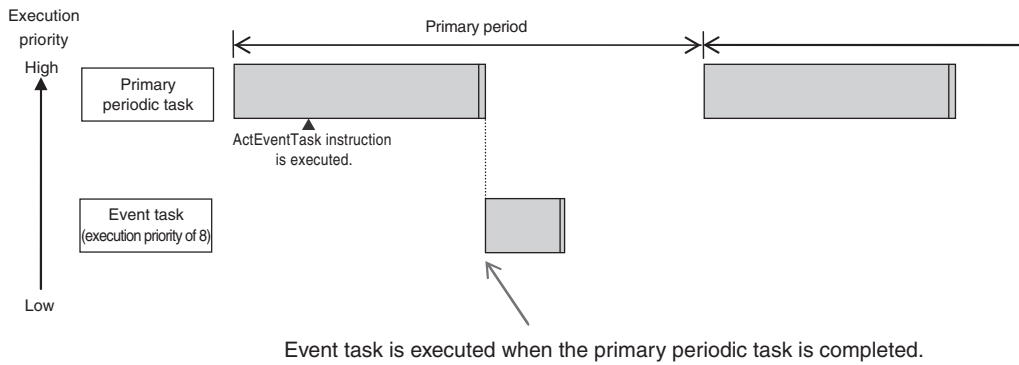 Execution
priority
High
Primary period
Primary
periodic task
ActEventTask instruction
is executed.
Event task
(execution priority of 8)
Low
Event task is executed when the primary periodic task is completed.